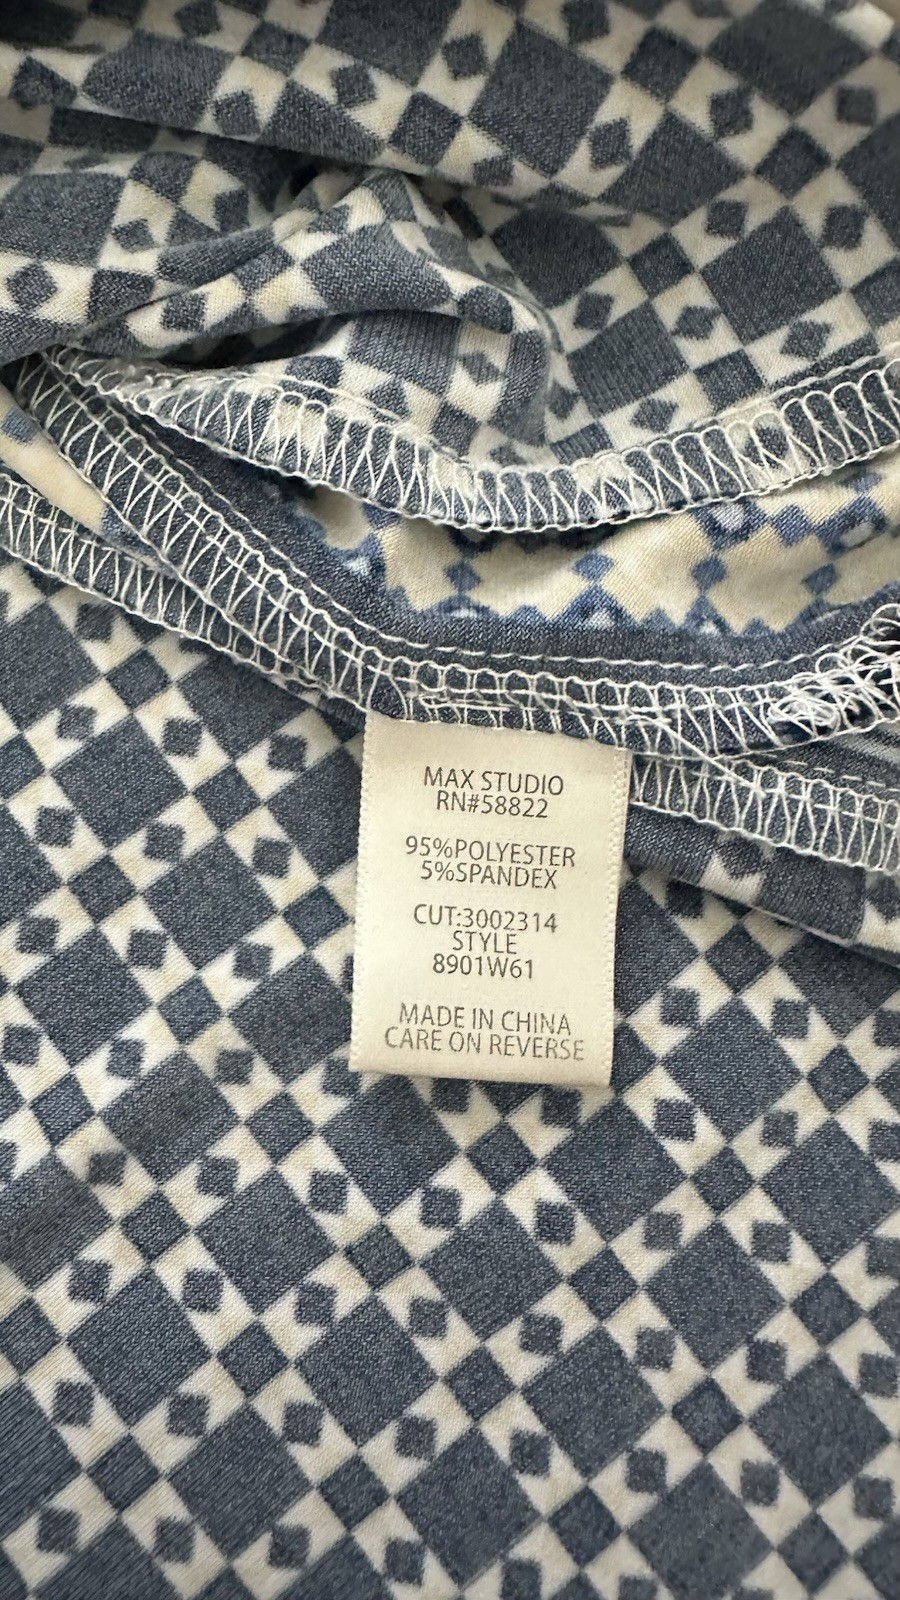 MAX STUDIO
RN#58822
95%POLYESTER
5%SPANDEX
CUT:3002314
STYLE
8901W61
MADE IN CHINA
CARE ON REVERSE